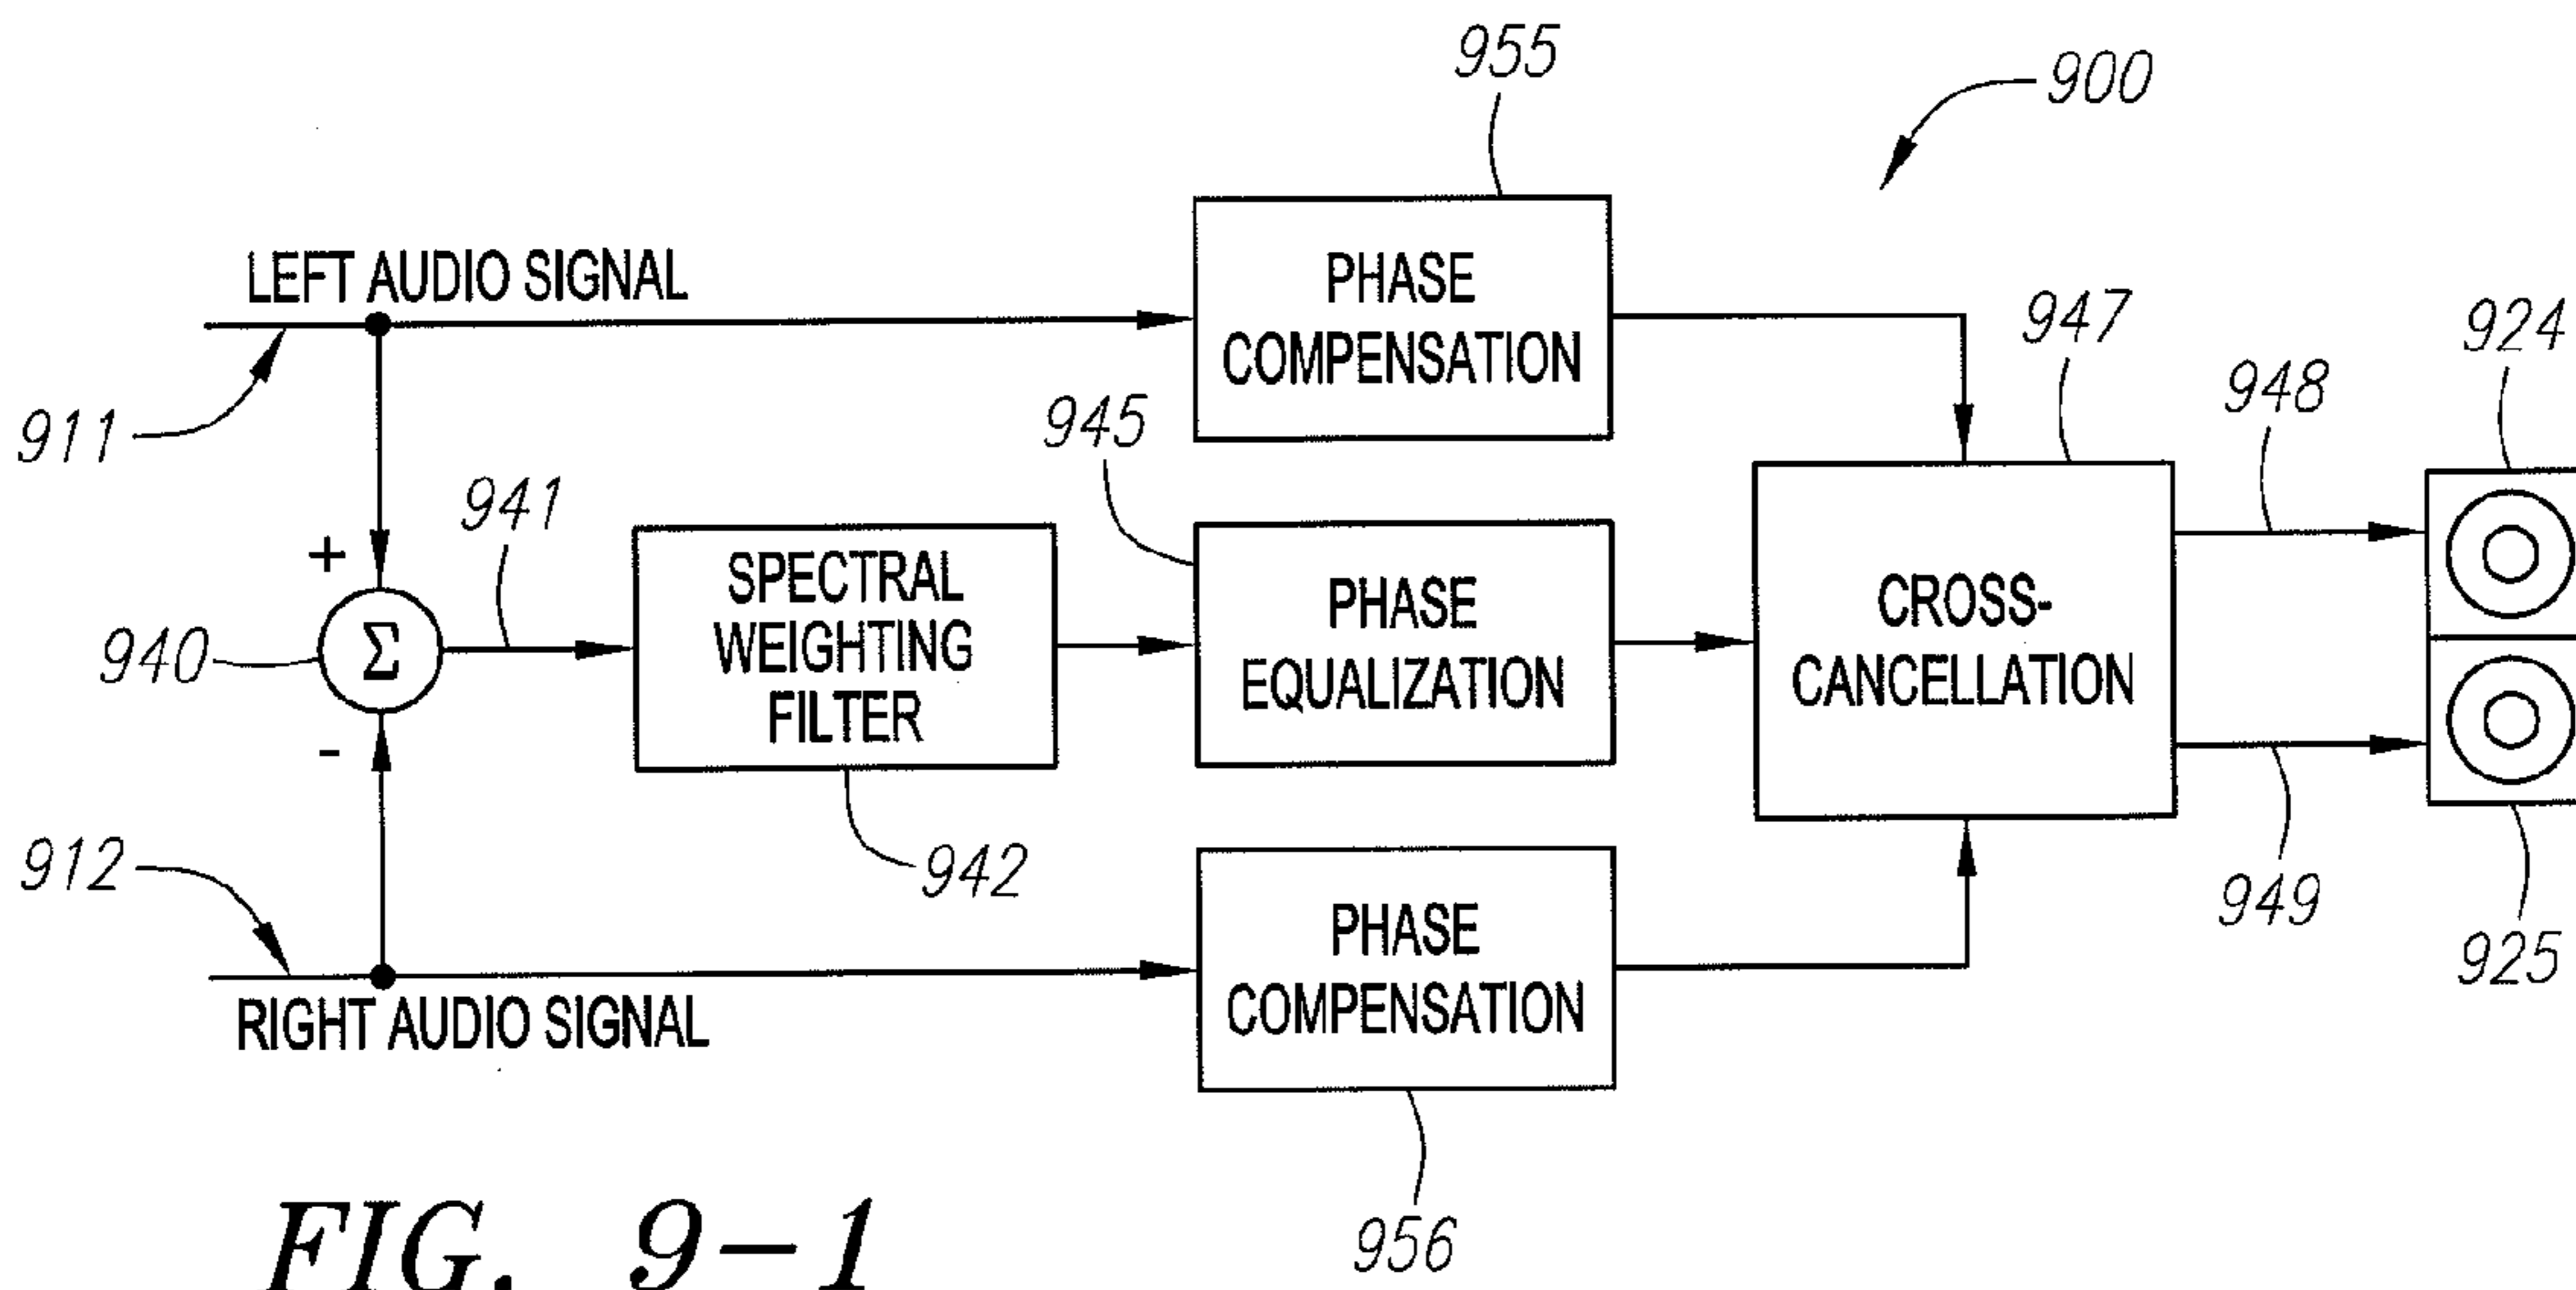 955
900
LEFT AUDIO SIGNAL
PHASE
COMPENSATION
911
945
947
948
924
941
+
940
Σ
-
SPECTRAL
WEIGHTING
FILTER
PHASE
EQUALIZATION
CROSS-
CANCELLATION
942
912
949
925
RIGHT AUDIO SIGNAL
PHASE
COMPENSATION
956
FIG. 9-1